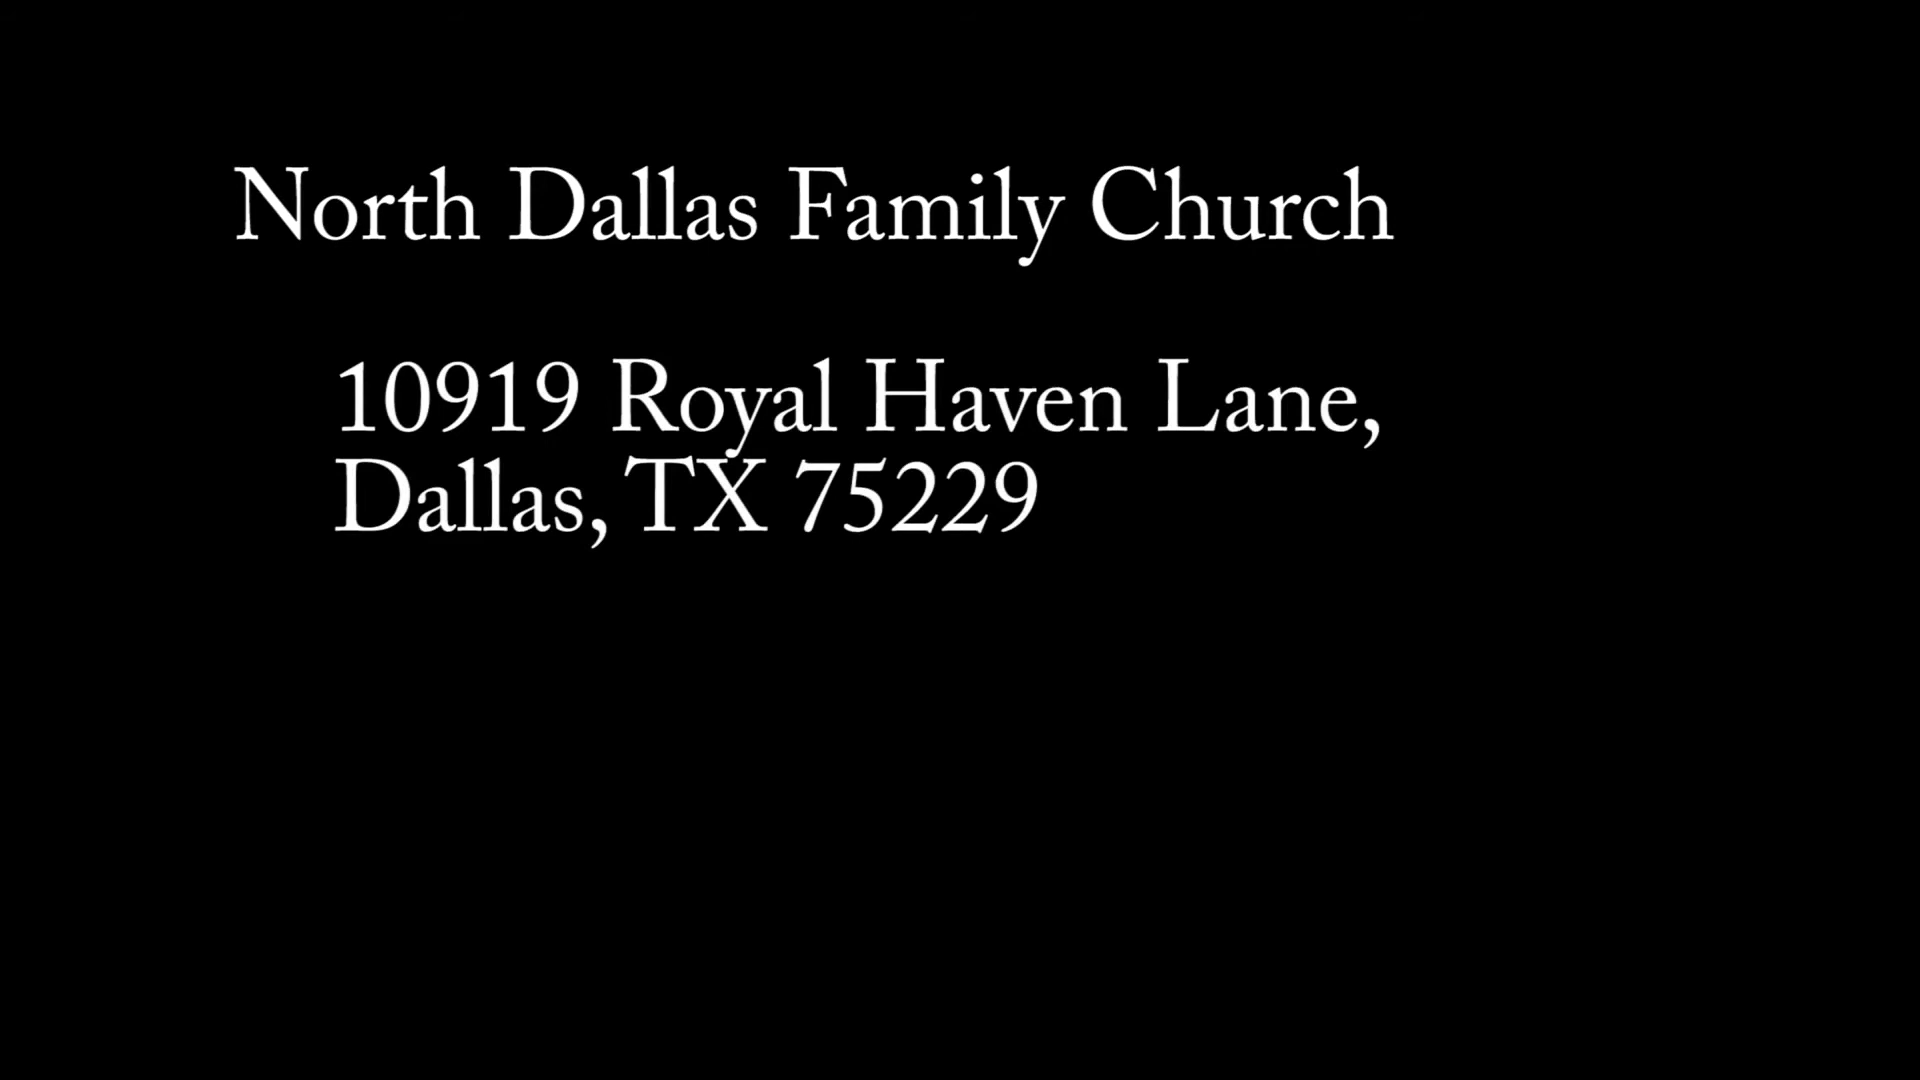 North Dallas Family Church
10919 Royal Haven Lane,
Dallas, TX 75229